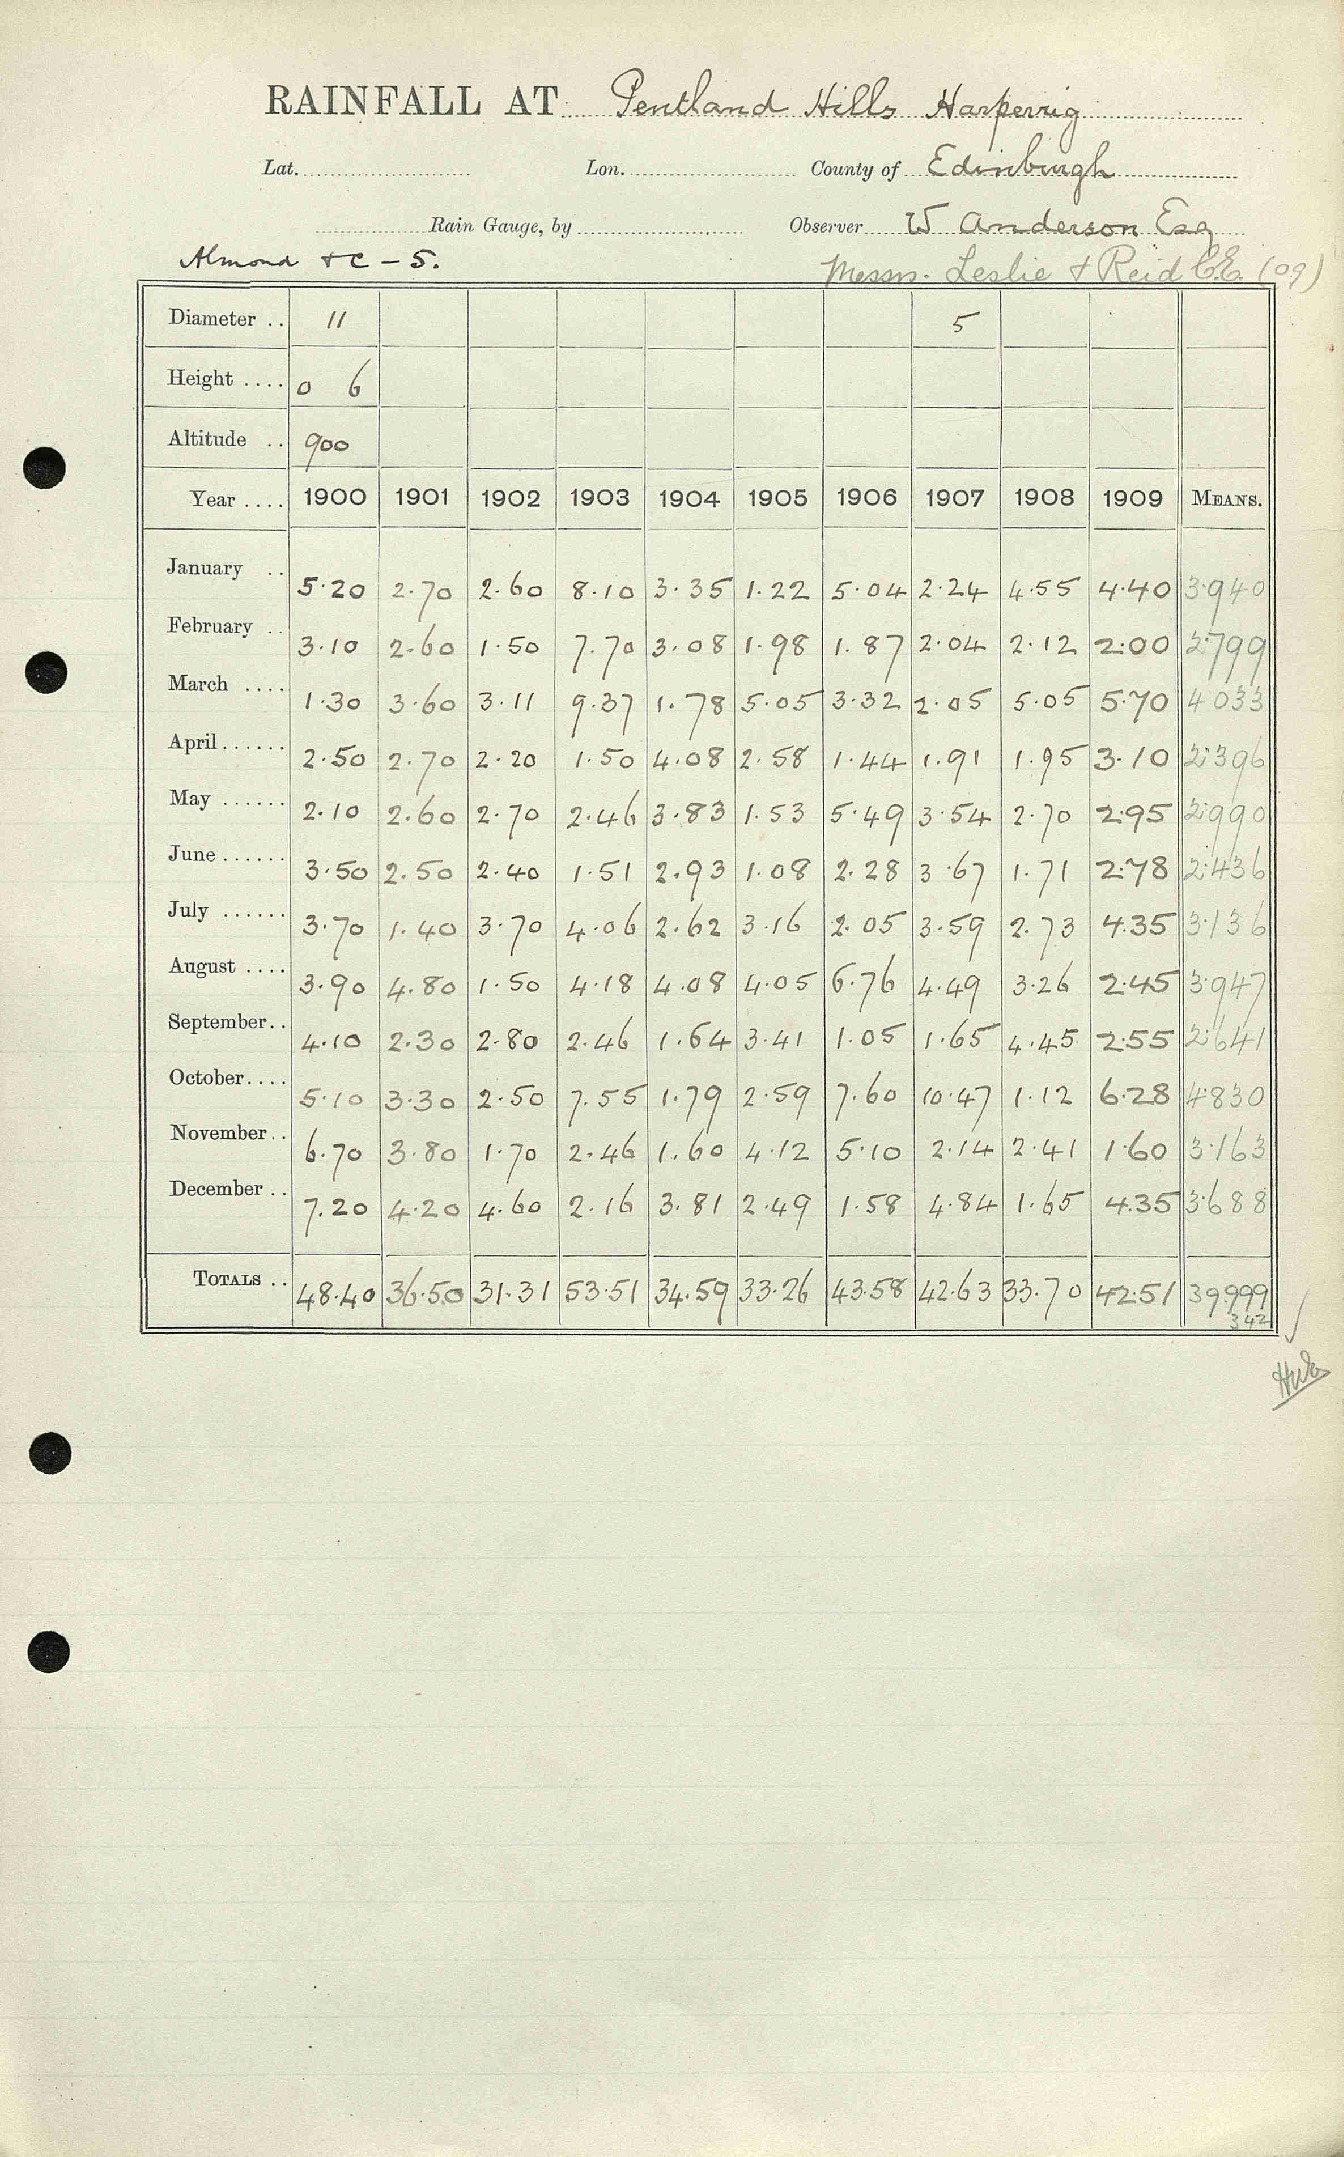 RAINFALL AT Pentland Hills Harperrig
Lat. Lon. County of Edinburgh
Rain Gauge, by Observer W Anderson Esq
Almond & C - 5. Messrs. Leslie & Reid C.E. (09)
Diameter .. 11 5
Height .... 0 6
Altitude .. 900
Year .... 1900 1901 1902 1903 1904 1905 1906 1907 1908 1909 MEANS.
January .. 5.20 2.70 2.60 8.10 3.35 1.22 5.04 2.24 4.55 4.40 3.940
February .. 3.10 2.60 1.50 7.70 3.08 1.98 1.87 2.04 2.12 2.00 2.799
March .... 1.30 3.60 3.11 9.37 1.78 5.05 3.32 2.05 5.05 5.70 4 033
April...... 2.50 2.70 2.20 1.50 4.08 2.58 1.44 1.91 1.95 3.10 2.396
May ...... 2.10 2.60 2.70 2.46 3.83 1.53 5.49 3.54 2.70 2.95 2.990
June...... 3.50 2.50 2.40 1.51 2.93 1.08 2.28 3.67 1.71 2.78 2.436
July ...... 3.70 1.40 3.70 4.06 2.62 3.16 2.05 3.59 2.73 4.35 3.136
August .... 3.90 4.80 1.50 4.18 4.08 4.05 6.76 4.49 3.26 2.45 3.947
September.. 4.10 2.30 2.80 2.46 1.64 3.41 1.05 1.65 4.45 2.55 2.641
October.... 5.10 3.30 2.50 7.55 1.79 2.59 7.60 10.47 1.12 6.28 4.830
November.. 6.70 3.80 1.70 2.46 1.60 4.12 5.10 2.14 2.41 1.60 3.163
December .. 7.20 4.20 4.60 2.16 3.81 2.49 1.58 4.84 1.65 4.35 3.688
TOTALS .. 48.40 36.50 31.31 53.51 34.59 33.26 43.58 42.63 33.70 42.51 39.999
342